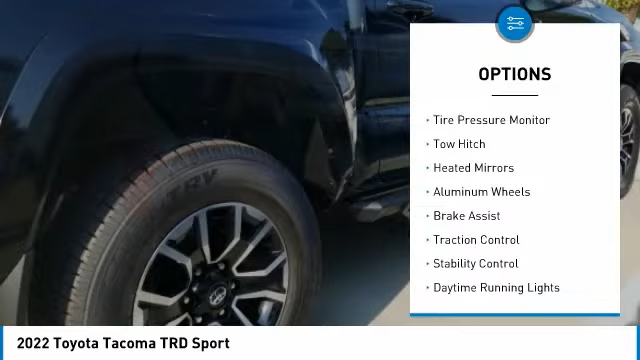 TRY
OPTIONS
Tire Pressure Monitor
Tow Hitch
Heated Mirrors
Aluminum Wheels
Brake Assist
Traction Control
Stability Control
Daytime Running Lights
2022 Toyota Tacoma TRD Sport